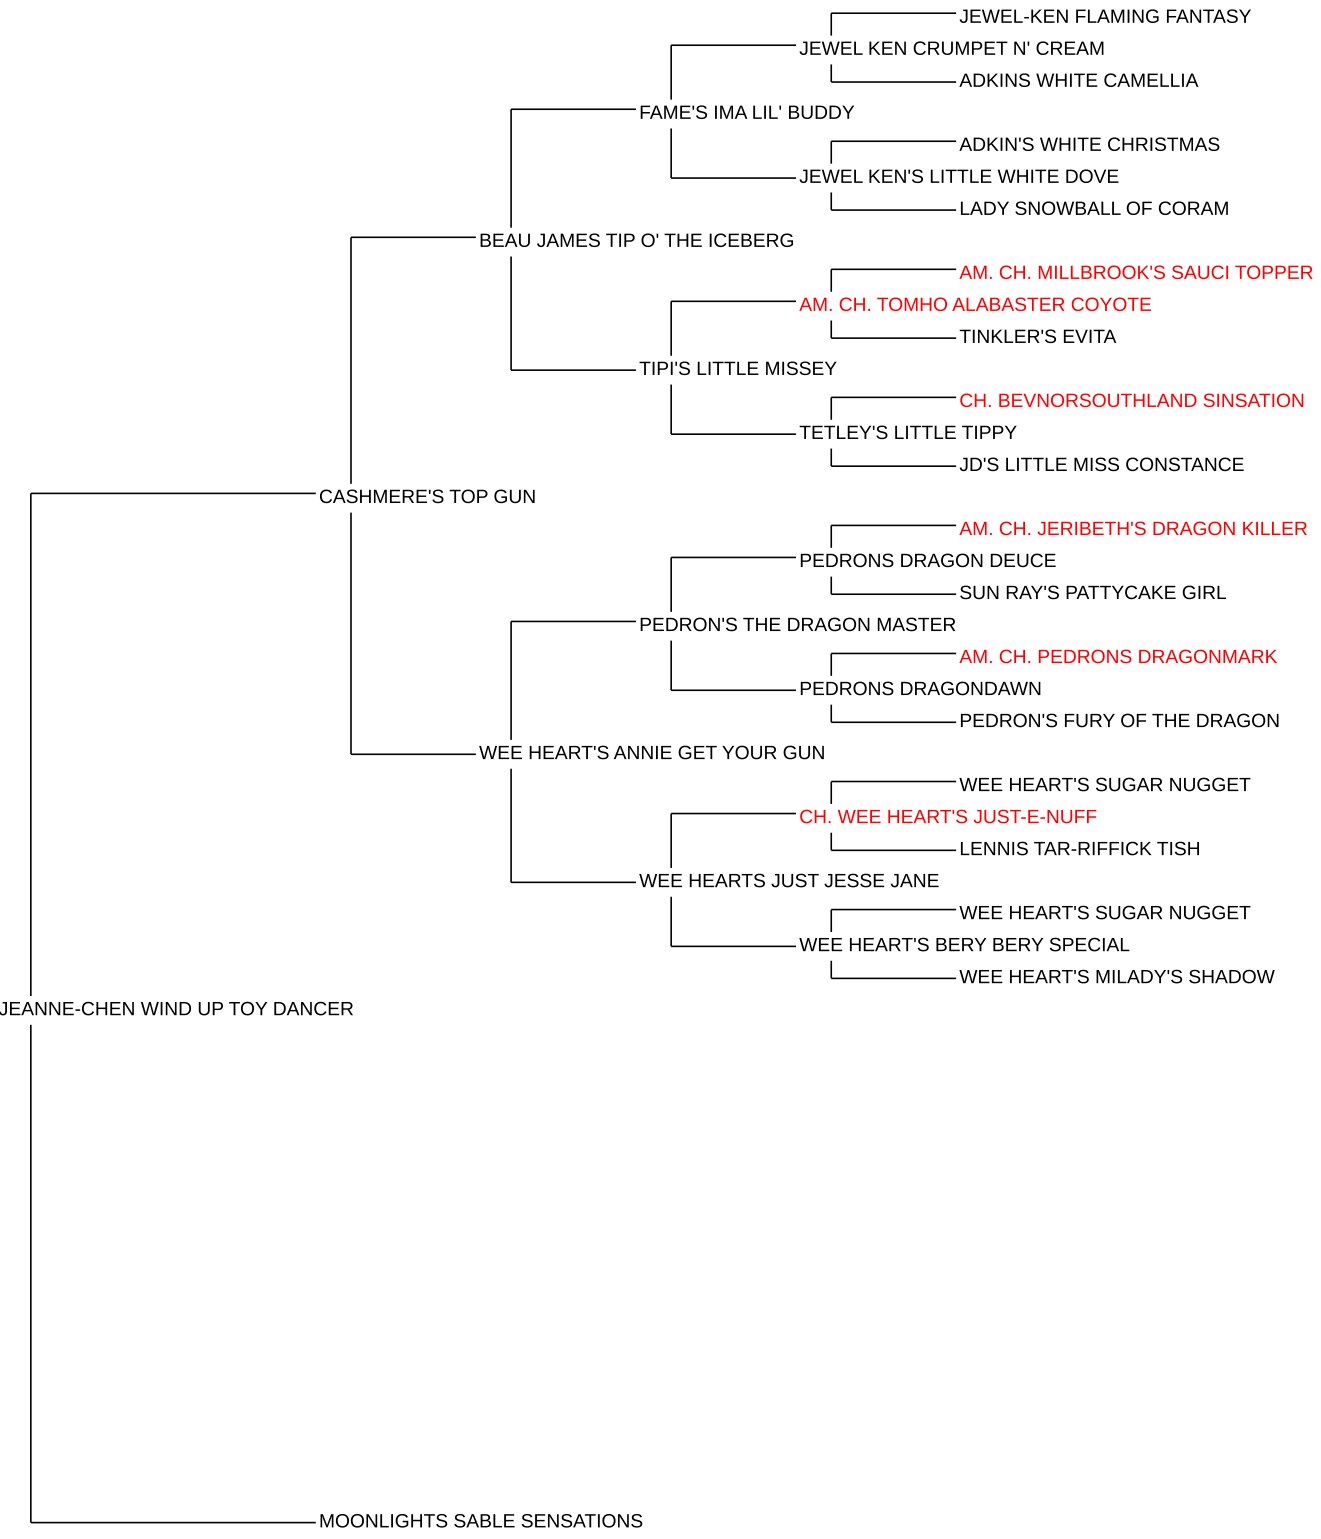 JEWEL-KEN FLAMING FANTASY
JEWEL KEN CRUMPET N' CREAM
ADKINS WHITE CAMELLIA
FAME'S IMA LIL' BUDDY
ADKIN'S WHITE CHRISTMAS
JEWEL KEN'S LITTLE WHITE DOVE
LADY SNOWBALL OF CORAM
BEAU JAMES TIP O' THE ICEBERG
AM. CH. MILLBROOK'S SAUCI TOPPER
AM. CH. TOMHO ALABASTER COYOTE
TINKLER'S EVITA
TIPI'S LITTLE MISSEY
CH. BEVNORSOUTHLAND SINSATION
TETLEY'S LITTLE TIPPY
JD'S LITTLE MISS CONSTANCE
CASHMERE'S TOP GUN
AM. CH. JERIBETH'S DRAGON KILLER
PEDRONS DRAGON DEUCE
SUN RAY'S PATTYCAKE GIRL
PEDRON'S THE DRAGON MASTER
AM. CH. PEDRONS DRAGONMARK
PEDRONS DRAGONDAWN
PEDRON'S FURY OF THE DRAGON
WEE HEART'S ANNIE GET YOUR GUN
WEE HEART'S SUGAR NUGGET
CH. WEE HEART'S JUST-E-NUFF
LENNIS TAR-RIFFICK TISH
WEE HEARTS JUST JESSE JANE
WEE HEART'S SUGAR NUGGET
WEE HEART'S BERY BERY SPECIAL
WEE HEART'S MILADY'S SHADOW
JEANNE-CHEN WIND UP TOY DANCER
MOONLIGHTS SABLE SENSATIONS